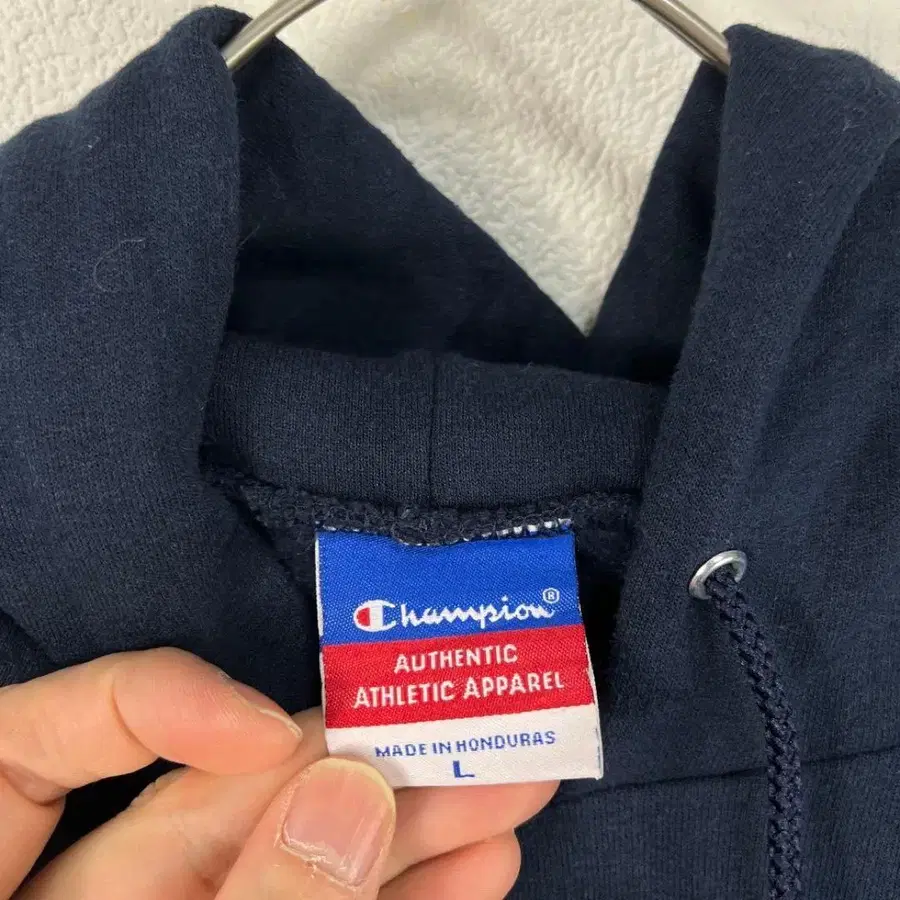 Champion®
AUTHENTIC
ATHLETIC APPAREL
MADE IN HONDURAS
L